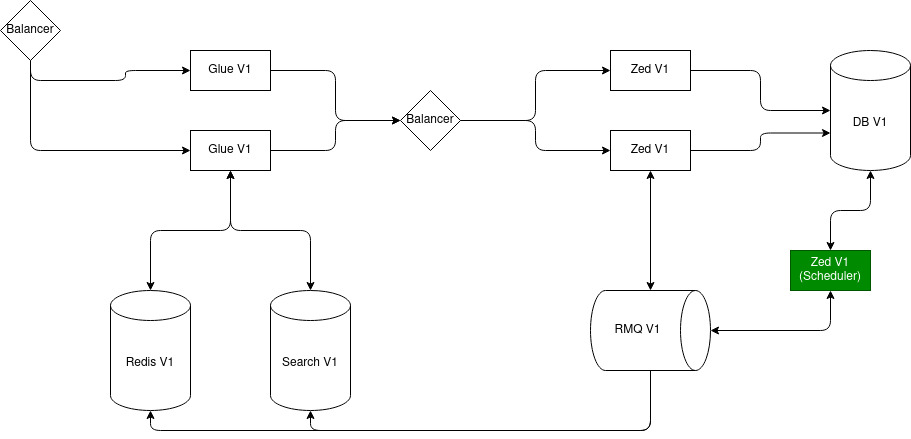 Balancer
Glue V1
Zed V1
Glue V1
Balancer
Zed V1
DB V1
Zed V1
(Scheduler)
Redis V1
Search V1
RMQ V1